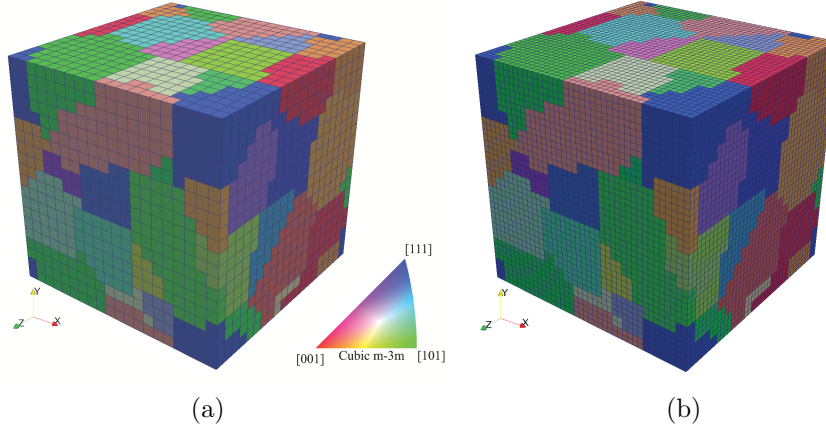 [111]
Y
Z
X
[001]
Cubic m-3m
[101]
Y
Z
X
(a)
(b)